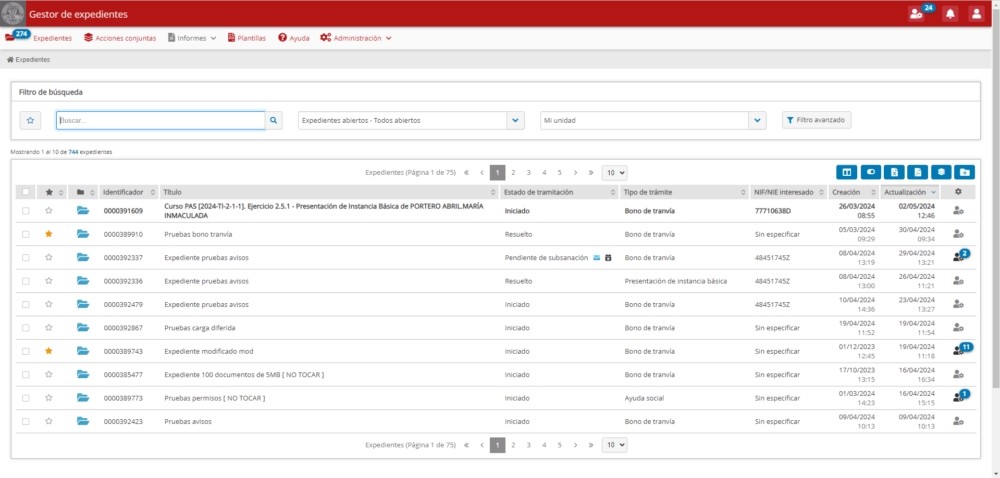 Gestor de expedientes
24
274 Expedientes Acciones conjuntas Informes Plantillas Ayuda Administración
Expedientes
Filtro de búsqueda
Buscar... Expedientes abiertos - Todos abiertos Mi unidad Filtro avanzado
Mostrando 1 al 10 de 744 expedientes
Expedientes (Página 1 de 75) « ‹ 1 2 3 4 5 › » 10
Identificador Título Estado de tramitación Tipo de trámite NIF/NIE interesado Creación Actualización
0000391609 Curso PAS [2024-TI-2-1-1]. Ejercicio 2.5.1 - Presentación de Instancia Básica de PORTERO ABRIL.MARÍA INMACULADA Iniciado Bono de tranvía 77710638D 26/03/2024 08:55 02/05/2024 12:46
0000389910 Pruebas bono tranvía Resuelto Bono de tranvía Sin especificar 05/03/2024 09:29 30/04/2024 09:34
0000392337 Expediente pruebas avisos Pendiente de subsanación Bono de tranvía 48451745Z 08/04/2024 13:19 29/04/2024 13:21 2
0000392336 Expediente pruebas avisos Resuelto Presentación de instancia básica 48451745Z 08/04/2024 13:00 26/04/2024 11:21
0000392479 Expediente pruebas avisos Iniciado Bono de tranvía 48451745Z 10/04/2024 14:36 23/04/2024 13:27
0000392867 Pruebas carga diferida Iniciado Bono de tranvía Sin especificar 19/04/2024 11:52 19/04/2024 11:54
0000389743 Expediente modificado mod Iniciado Bono de tranvía Sin especificar 01/12/2023 12:45 19/04/2024 11:18 11
0000385477 Expediente 100 documentos de 5MB [ NO TOCAR ] Iniciado Bono de tranvía Sin especificar 17/10/2023 13:15 16/04/2024 16:34
0000389773 Pruebas permisos [ NO TOCAR ] Iniciado Ayuda social Sin especificar 01/03/2024 14:23 16/04/2024 15:15 1
0000392423 Pruebas avisos Iniciado Bono de tranvía Sin especificar 09/04/2024 10:13 09/04/2024 10:13
Expedientes (Página 1 de 75) « ‹ 1 2 3 4 5 › » 10